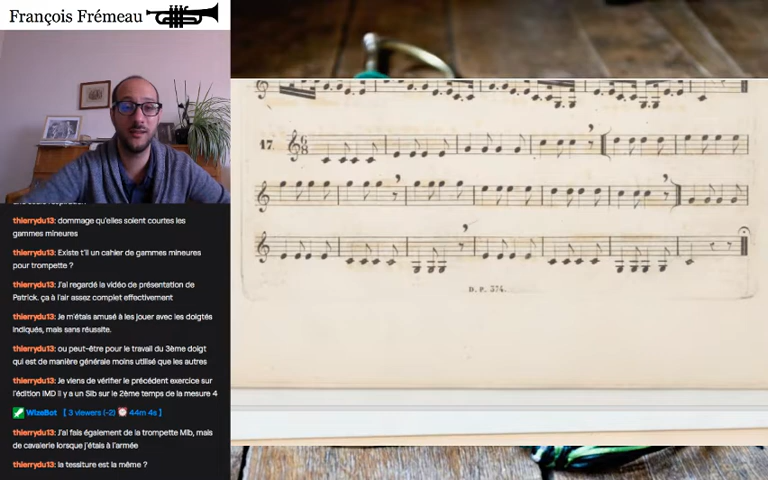 François Frémeau
thierrydu13: dommage qu'elles soient courtes les
gammes mineures
thierrydu13: Existe t'il un cahier de gammes mineures
pour trompette ?
thierrydu13: J'ai regardé la vidéo de présentation de
Patrick. ça à l'air assez complet effectivement
thierrydu13: Je m'étais amusé à les jouer avec les doigtés
indiqués, mais sans réussite.
thierrydu13: ou peut-être pour le travail du 3ème doigt
qui est de manière générale moins utilisé que les autres
thierrydu13: Je viens de vérifier le précédent exercice sur
l'édition IMD il y a un Sib sur le 2ème temps de la mesure 4
WizeBot [ 3 viewers (-2) 44m 4s ]
thierrydu13: J'ai fais également de la trompette MIb, mais
de cavalerie lorsque j'étais à l'armée
thierrydu13: la tessiture est la même ?
17.
6
8
D. P. 374.